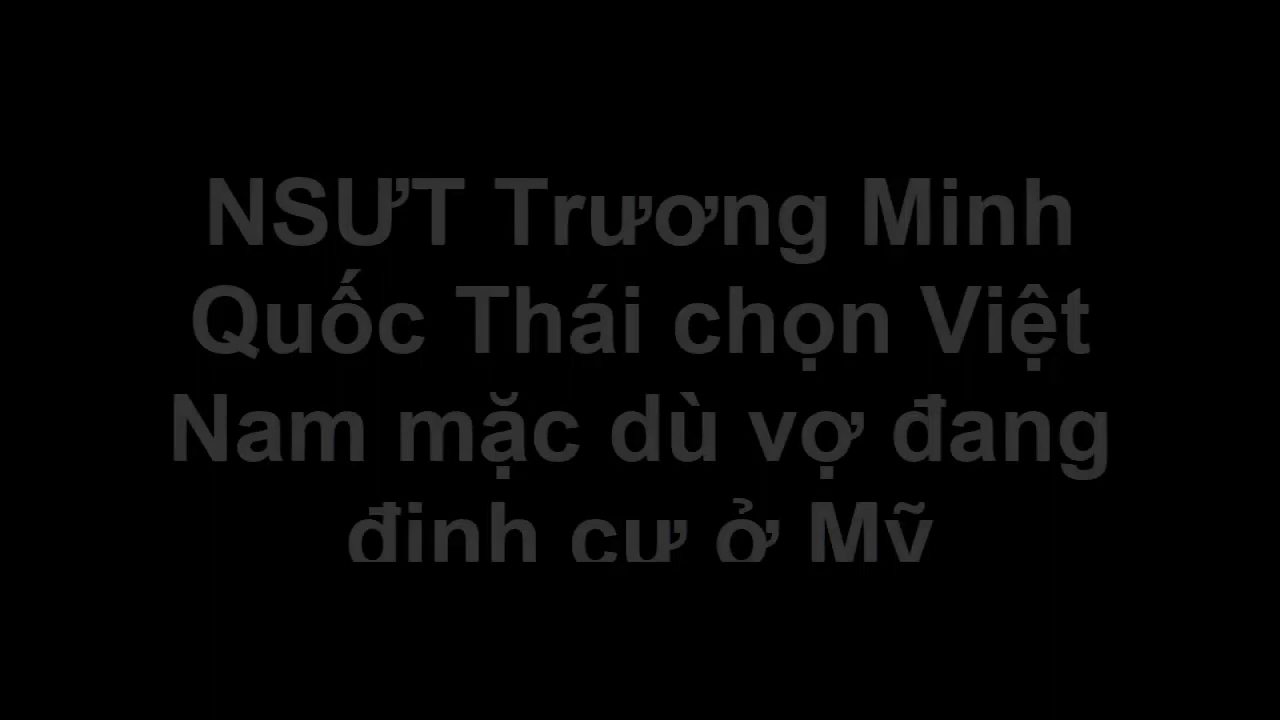 NSƯT Trương Minh
Quốc Thái chọn Việt
Nam mặc dù vợ đang
định cư ở Mỹ